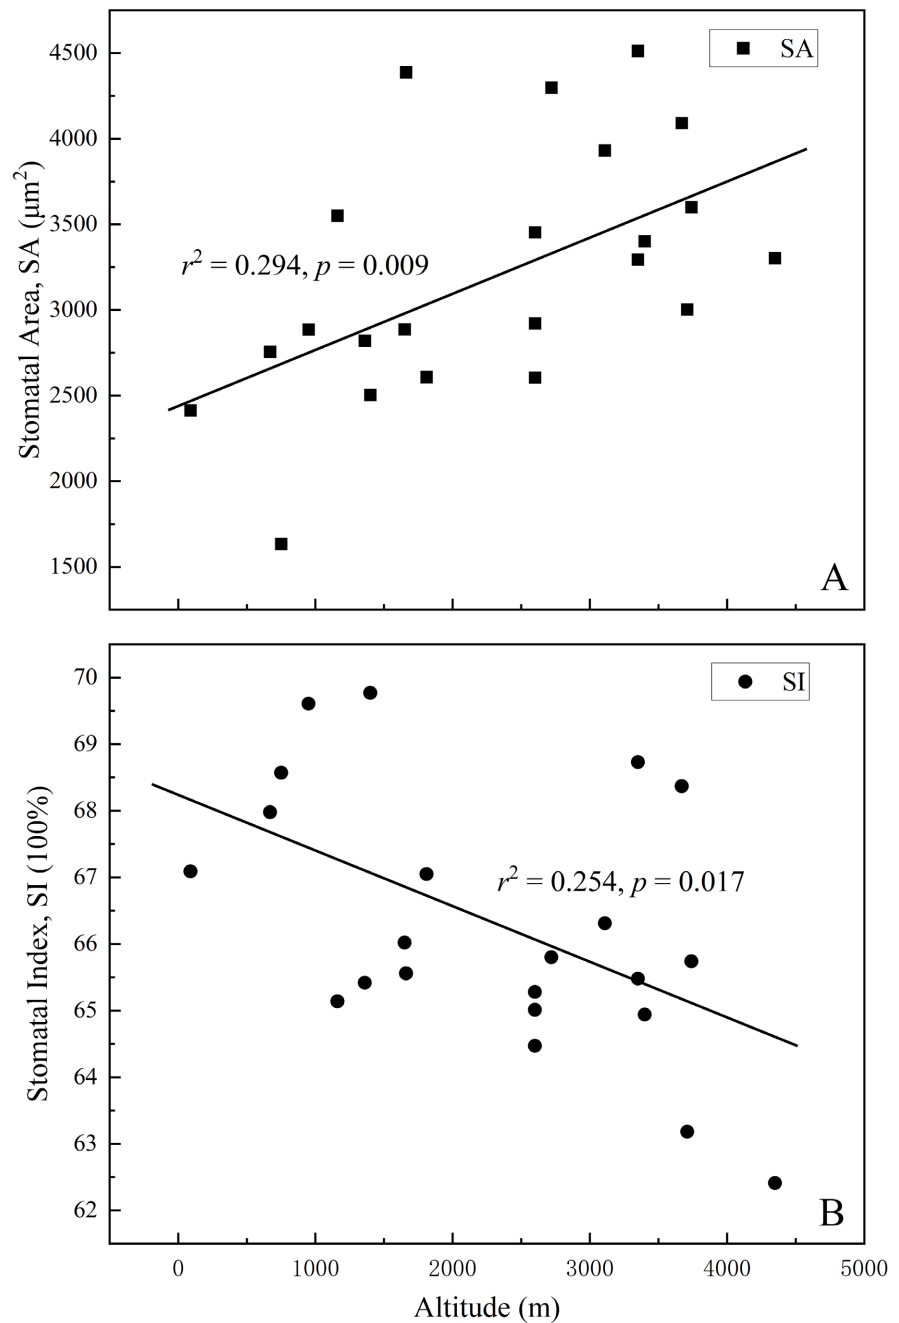 4500
4000
3500
3000
2500
2000
1500
Stomatal Area, SA (μm²)
SA
r² = 0.294, p = 0.009
A
70
69
68
67
66
65
64
63
62
Stomatal Index, SI (100%)
SI
r² = 0.254, p = 0.017
B
0 1000 2000 3000 4000 5000
Altitude (m)